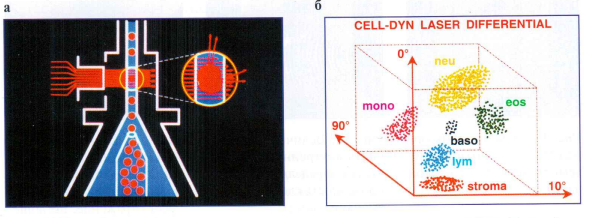 а
б
CELL-DYN LASER DIFFERENTIAL
0°
neu
mono
eos
90°
baso
lym
stroma
10°